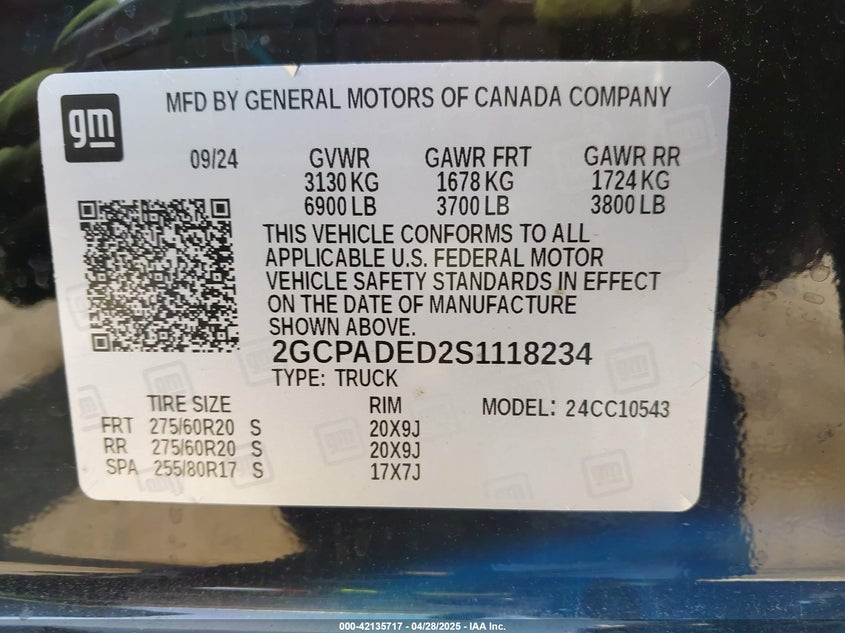 gm
MFD BY GENERAL MOTORS OF CANADA COMPANY
09/24 GVWR GAWR FRT GAWR RR
3130 KG 1678 KG 1724 KG
6900 LB 3700 LB 3800 LB
THIS VEHICLE CONFORMS TO ALL
APPLICABLE U.S. FEDERAL MOTOR
VEHICLE SAFETY STANDARDS IN EFFECT
ON THE DATE OF MANUFACTURE
SHOWN ABOVE.
2GCPADED2S1118234
TYPE: TRUCK
TIRE SIZE RIM MODEL: 24CC10543
FRT 275/60R20 S 20X9J
RR 275/60R20 S 20X9J
SPA 255/80R17 S 17X7J
000-42135717 - 04/28/2025 - IAA Inc.